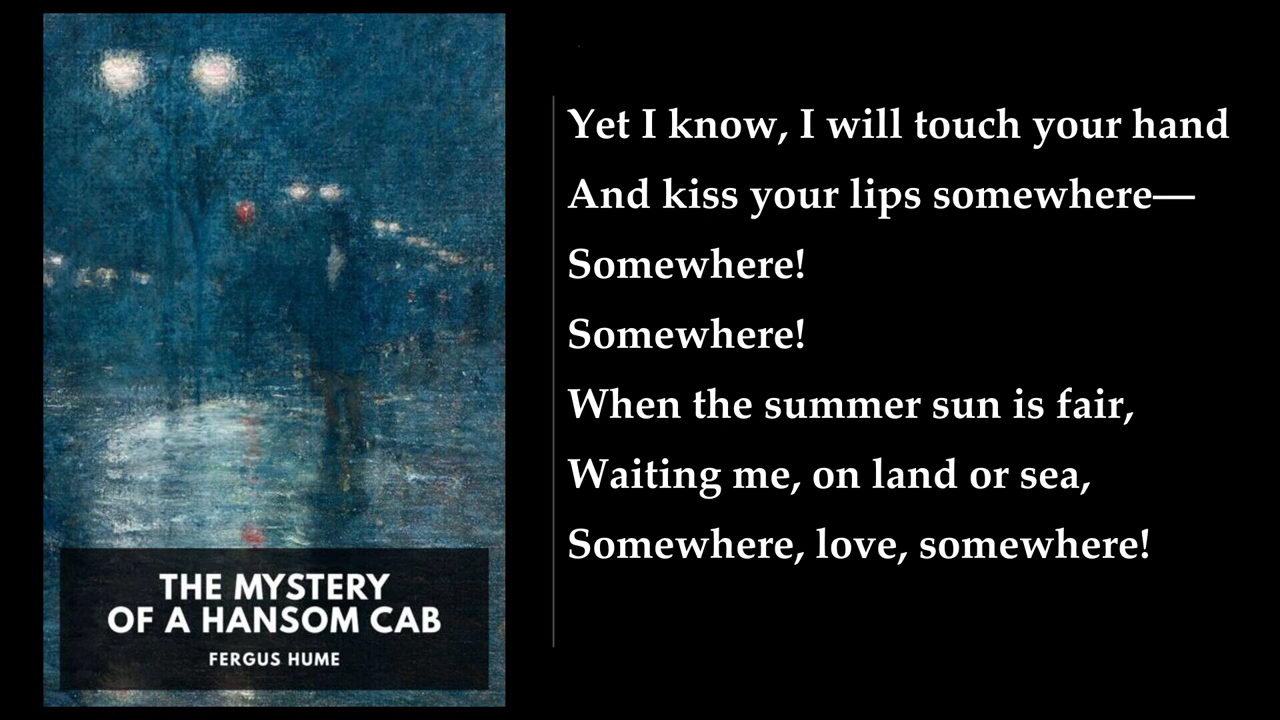 THE MYSTERY
OF A HANSOM CAB
FERGUS HUME
Yet I know, I will touch your hand
And kiss your lips somewhere—
Somewhere!
Somewhere!
When the summer sun is fair,
Waiting me, on land or sea,
Somewhere, love, somewhere!